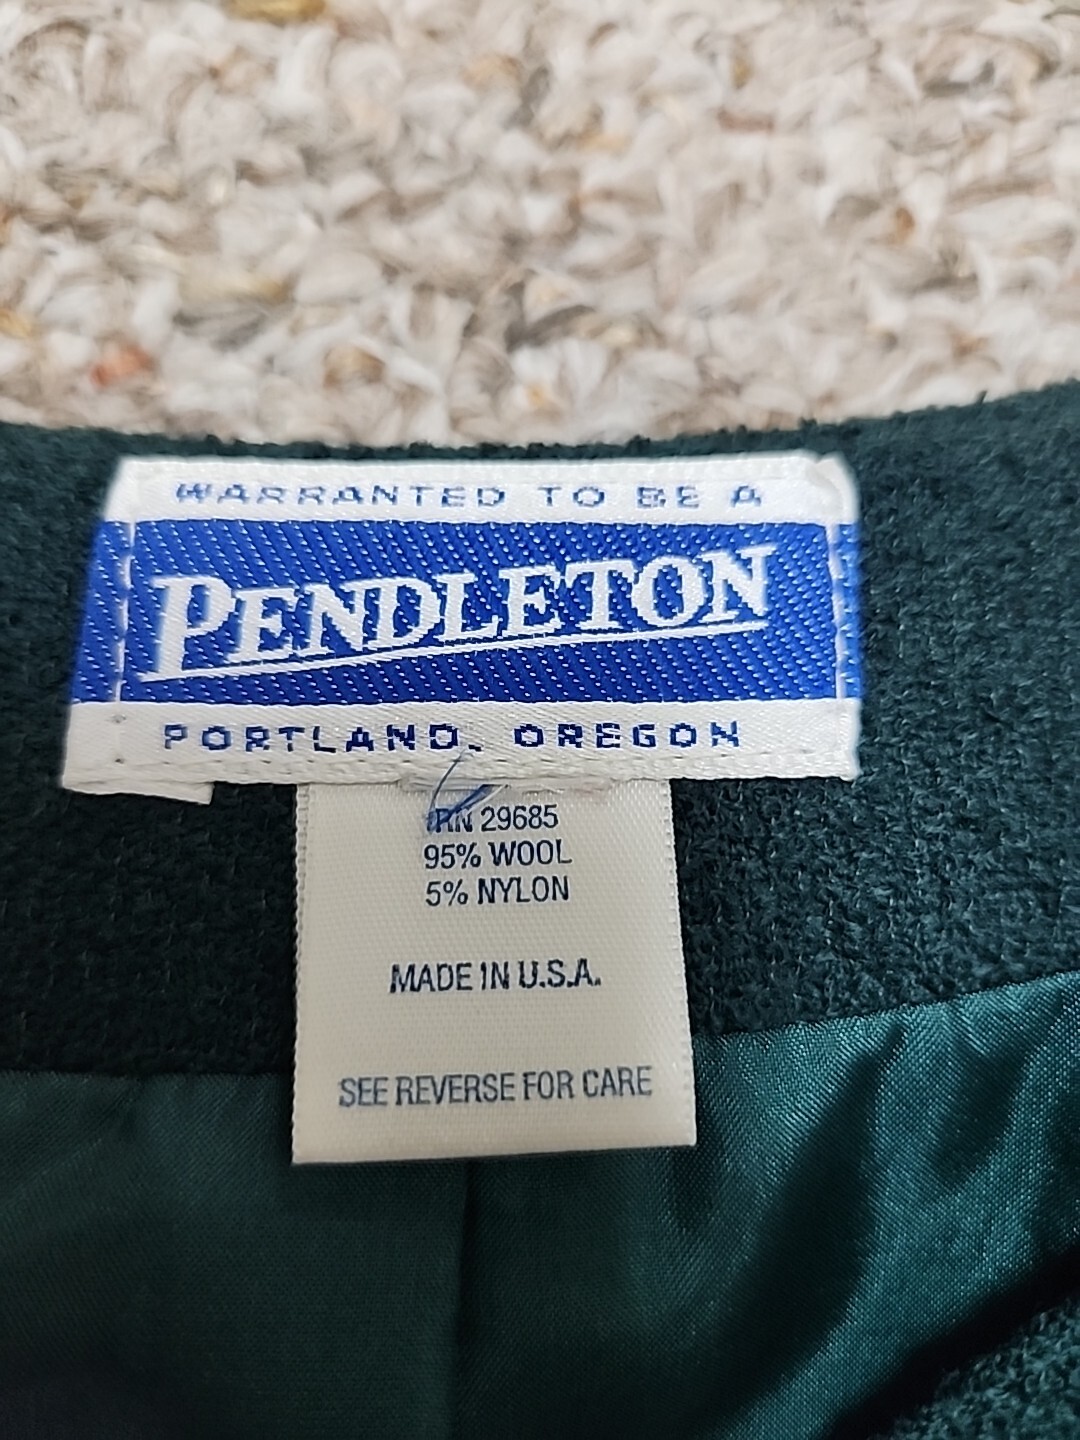 WARRANTED TO BE A
PENDLETON
PORTLAND, OREGON
RN 29685
95% WOOL
5% NYLON
MADE IN U.S.A.
SEE REVERSE FOR CARE